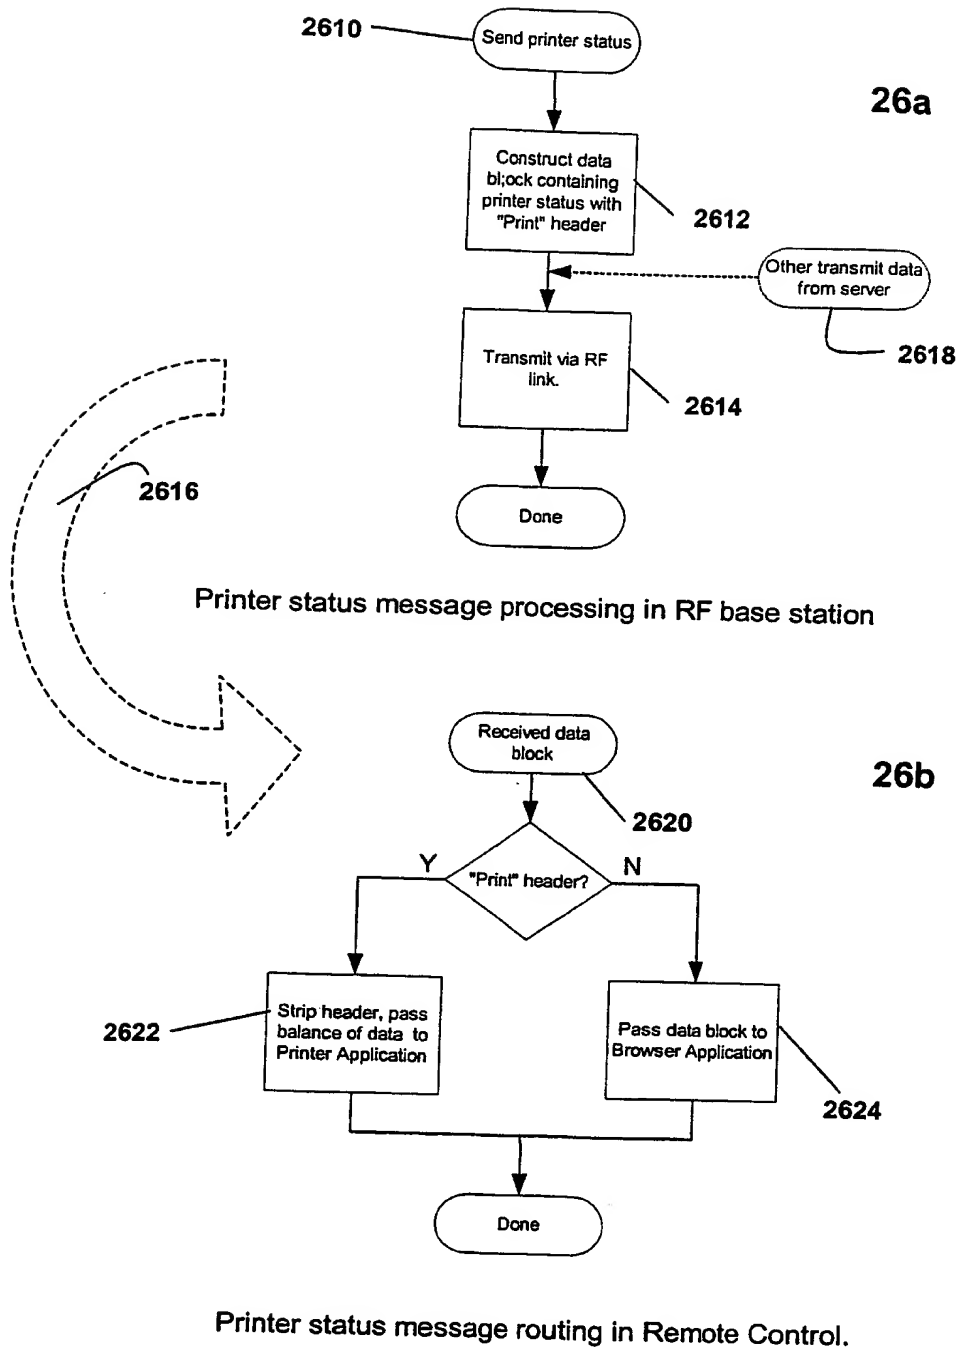 2610
Send printer status
26a
Construct data
bl;ock containing
printer status with
"Print" header
2612
Other transmit data
from server
2618
Transmit via RF
link.
2614
2616
Done
Printer status message processing in RF base station
Received data
block
26b
2620
Y
"Print" header?
N
Strip header, pass
balance of data to
Printer Application
2622
Pass data block to
Browser Application
2624
Done
Printer status message routing in Remote Control.